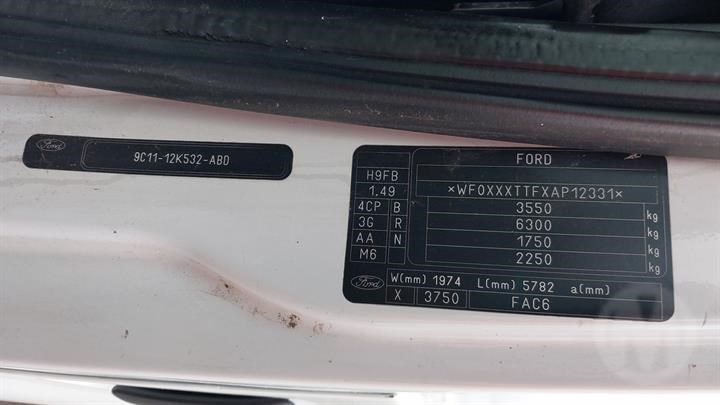 Ford 9C11-12K532-ABD
FORD
H9FB
1.49
*WF0XXXTTFXAP12331*
4CP B 3550 kg
3G R 6300 kg
AA N 1750 kg
M6 2250 kg
Ford W(mm) 1974 L(mm) 5782 a(mm)
X 3750 FAC6
M